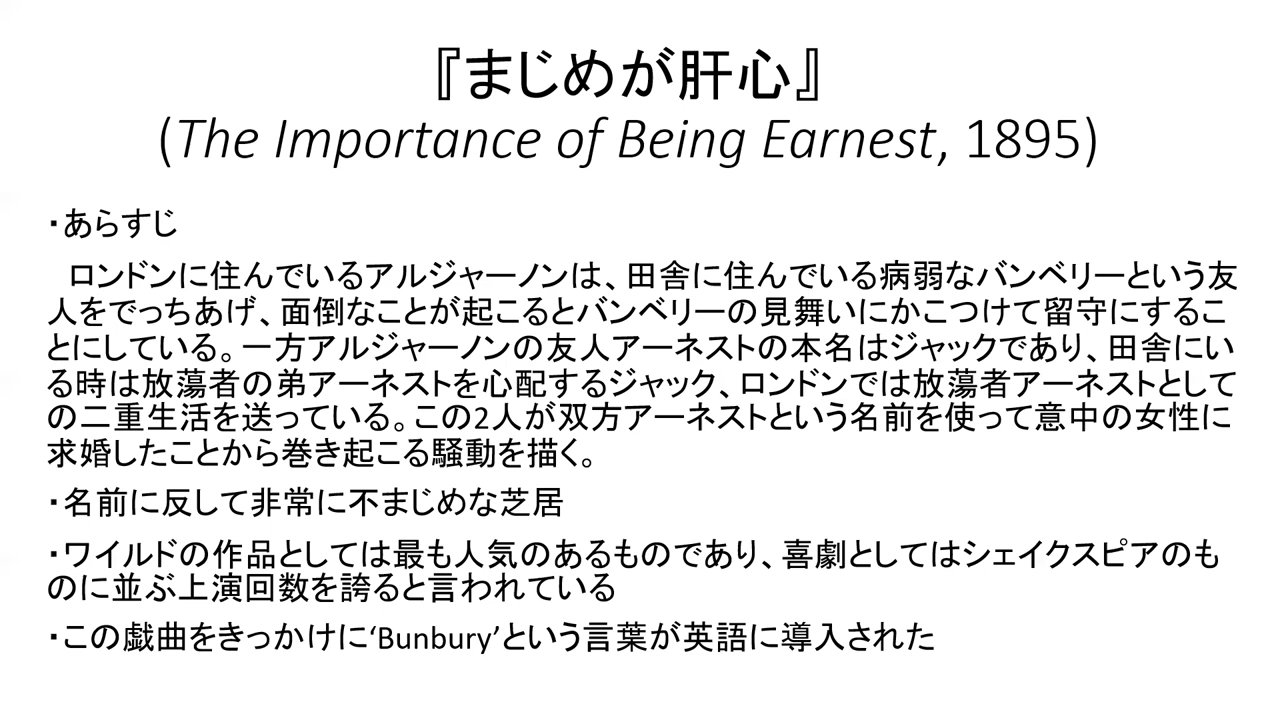 『まじめが肝心』
(The Importance of Being Earnest, 1895)
・あらすじ
ロンドンに住んでいるアルジャーノンは、田舎に住んでいる病弱なバンベリーという友
人をでっちあげ、面倒なことが起こるとバンベリーの見舞いにかこつけて留守にするこ
とにしている。一方アルジャーノンの友人アーネストの本名はジャックであり、田舎にい
る時は放蕩者の弟アーネストを心配するジャック、ロンドンでは放蕩者アーネストとして
の二重生活を送っている。この2人が双方アーネストという名前を使って意中の女性に
求婚したことから巻き起こる騒動を描く。
・名前に反して非常に不まじめな芝居
・ワイルドの作品としては最も人気のあるものであり、喜劇としてはシェイクスピアのも
のに並ぶ上演回数を誇ると言われている
・この戯曲をきっかけに‘Bunbury’という言葉が英語に導入された